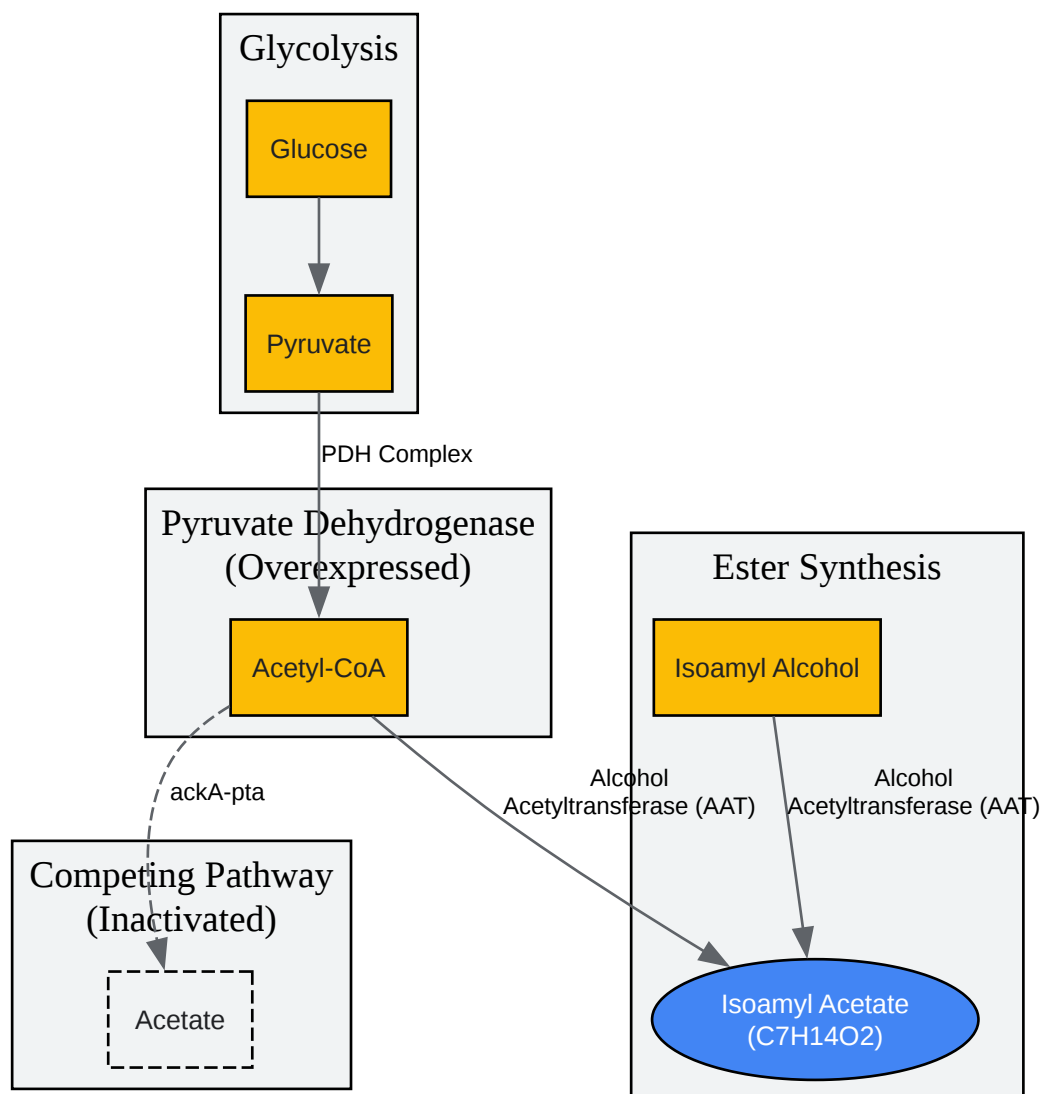 Glycolysis
Glucose
Pyruvate
PDH Complex
Pyruvate Dehydrogenase
(Overexpressed)
Acetyl-CoA
Ester Synthesis
Isoamyl Alcohol
ackA-pta
Alcohol
Acetyltransferase (AAT)
Alcohol
Acetyltransferase (AAT)
Competing Pathway
(Inactivated)
Acetate
Isoamyl Acetate
(C7H14O2)